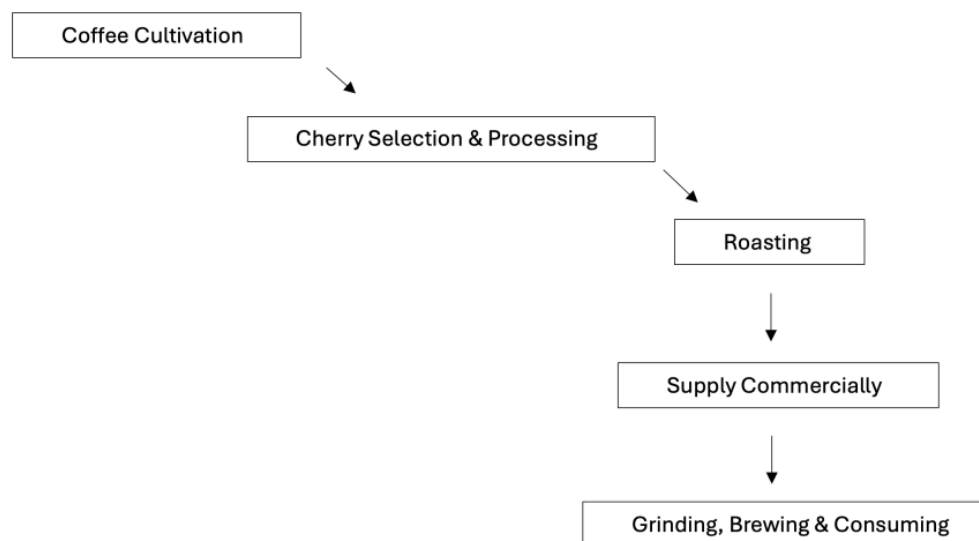 Coffee Cultivation
Cherry Selection & Processing
Roasting
Supply Commercially
Grinding, Brewing & Consuming